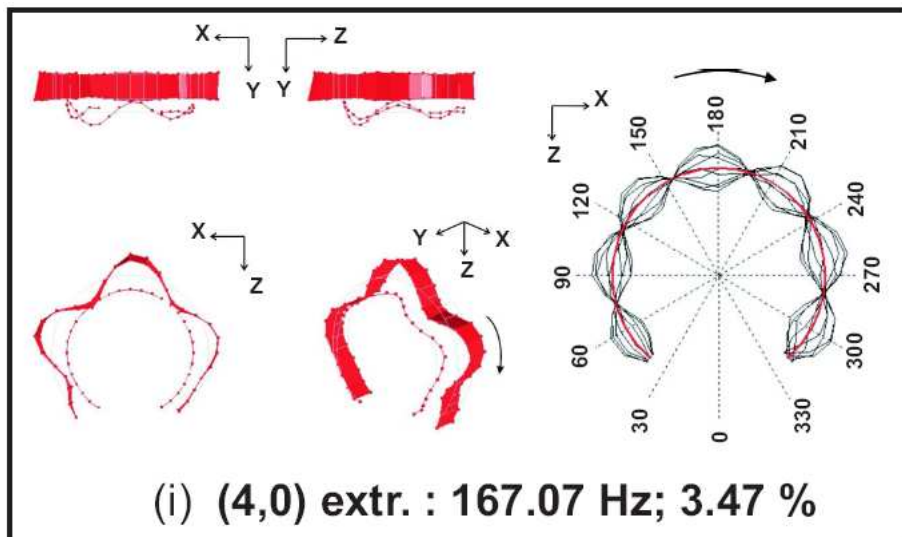 X Z
Y Y
X
Z
X
Z
Y X
Z
180
150 210
120 240
90 270
60 300
30 330
0
(i) (4,0) extr. : 167.07 Hz; 3.47 %